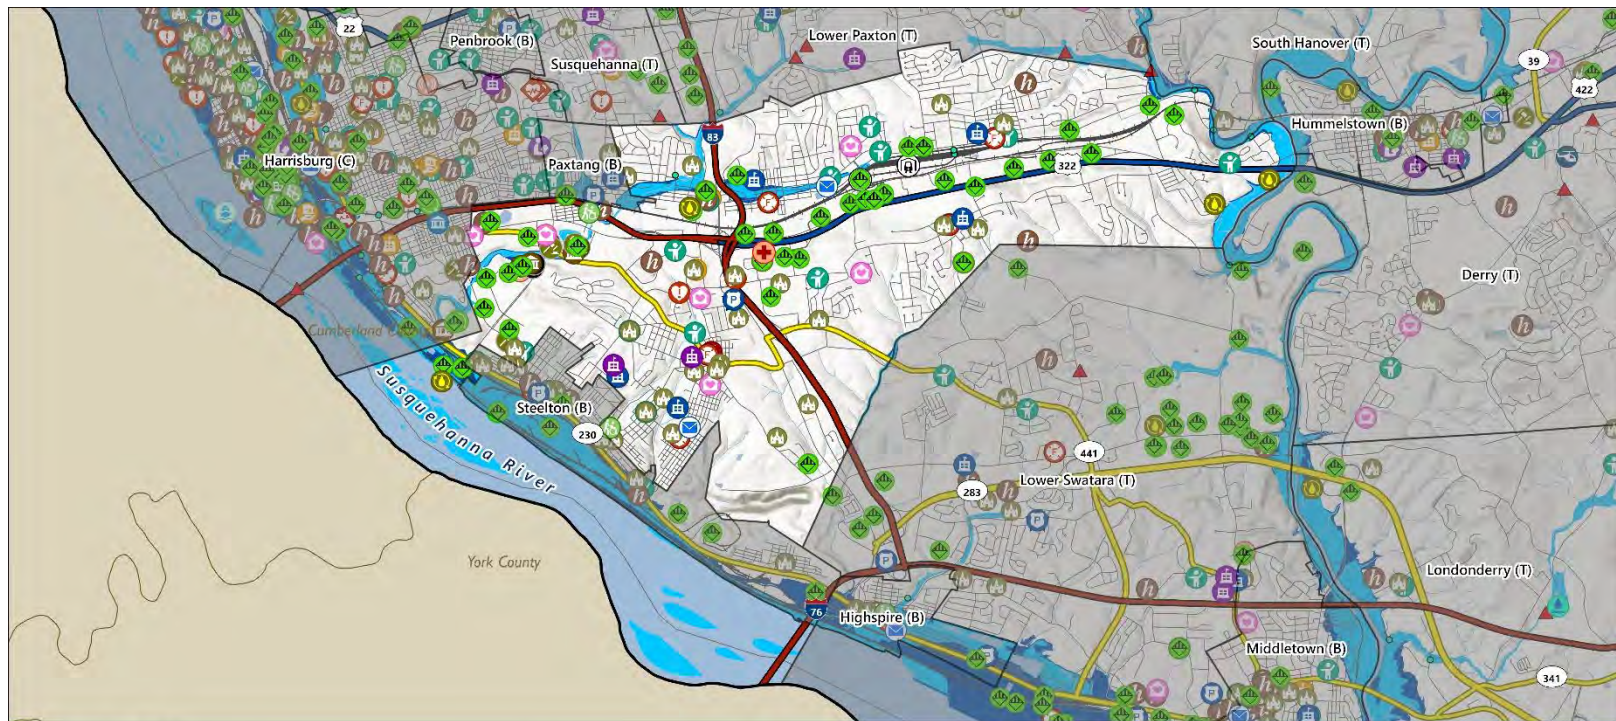 22
Penbrook (B)
Lower Paxton (T)
South Hanover (T)
39
Susquehanna (T)
422
83
Hummelstown (B)
Harrisburg (C)
Paxtang (B)
322
Derry (T)
Cumberland
Susquehanna River
Steelton (B)
230
441
Lower Swatara (T)
283
York County
Londonderry (T)
76
Highspire (B)
Middletown (B)
341